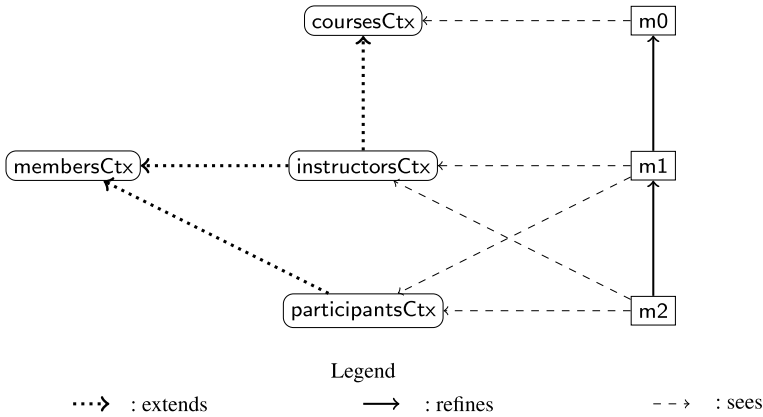 coursesCtx m0
membersCtx instructorsCtx m1
participantsCtx m2
Legend
: extends : refines : sees